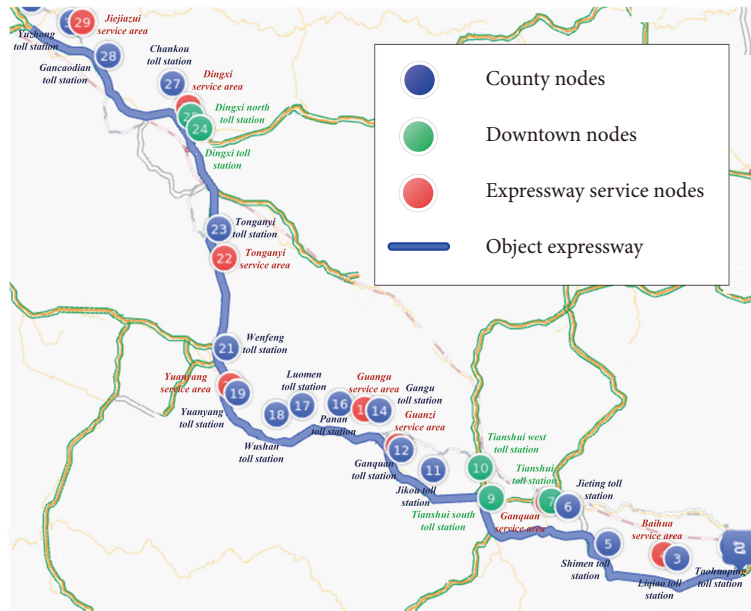 Jiejiazui
service area
29
Yuzhong
toll station
28
Gancaodian
toll station
Chankou
toll station
27
Dingxi
service area
Dingxi north
toll station
24
Dingxi toll
station
County nodes
Downtown nodes
Expressway service nodes
Object expressway
23
Tonganyi
toll station
22
Tonganyi
service area
21
Wenfeng
toll station
Yuanyang
service area
19
Yuanyang
toll station
Luomen
toll station
18
17
Wushan
toll station
16
Panan
toll station
Guangu
service area
14
Gangu
toll station
Guanzi
service area
12
Ganquan
toll station
11
Jikou toll
station
Tianshui west
toll station
10
9
Tianshui south
toll station
Tianshui
toll station
7
6
Jieting toll
station
Ganquan
service area
5
Shimen toll
station
Baihua
service area
3
Liqiao toll
station
Taohuaping
toll station